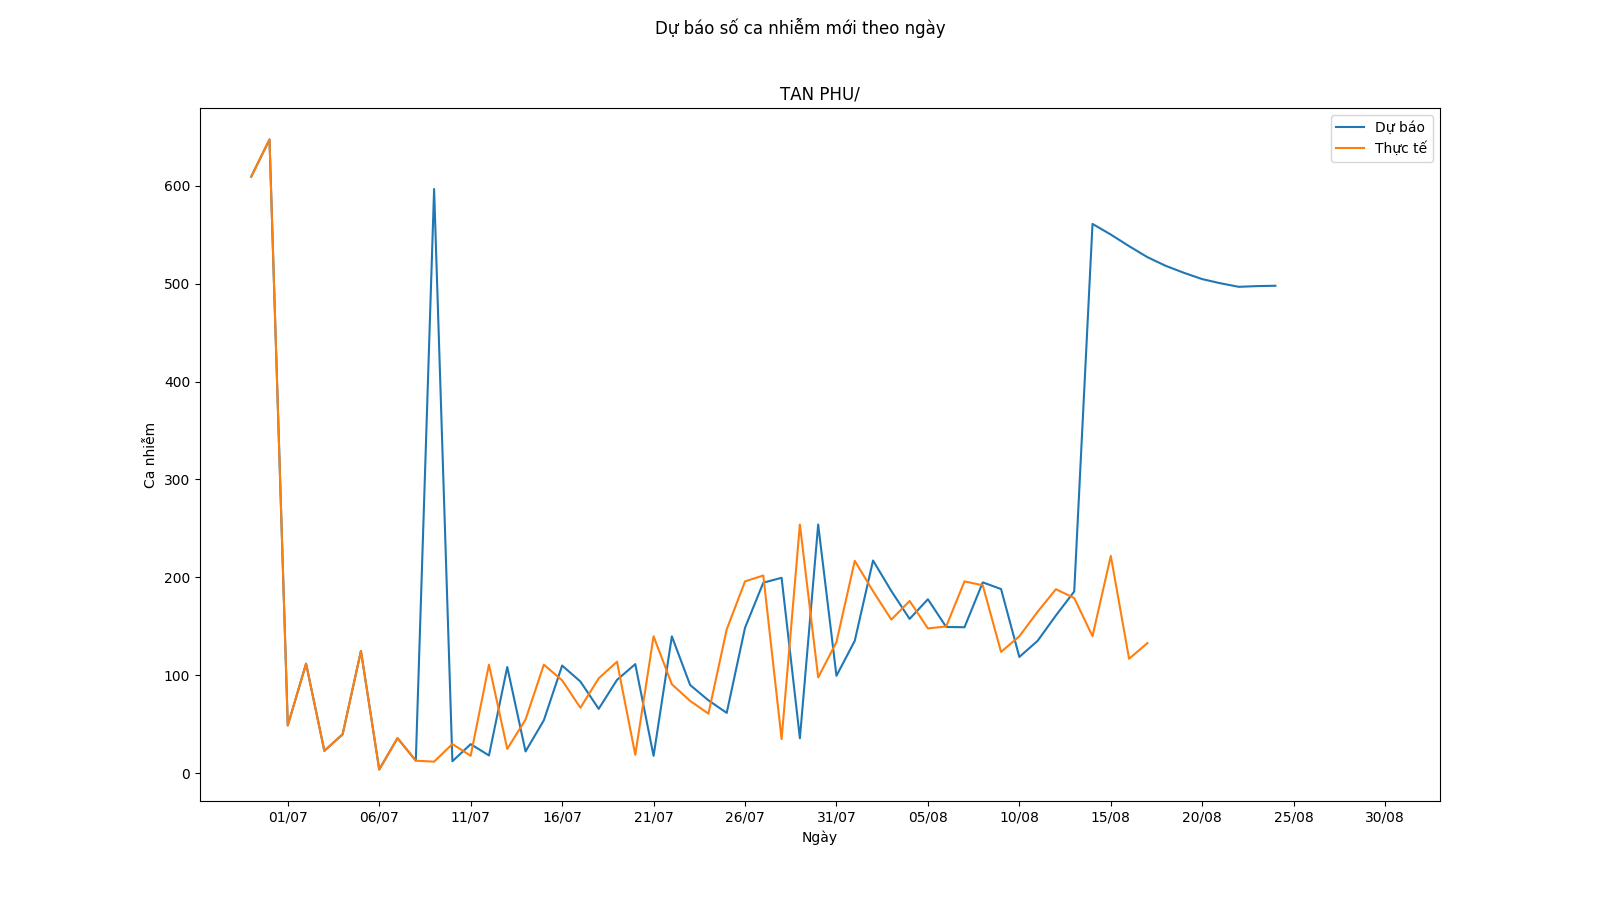 Dự báo số ca nhiễm mới theo ngày
TAN PHU/
Dự báo
Thực tế
600
500
400
300
200
100
0
Ca nhiễm
01/07 06/07 11/07 16/07 21/07 26/07 31/07 05/08 10/08 15/08 20/08 25/08 30/08
Ngày